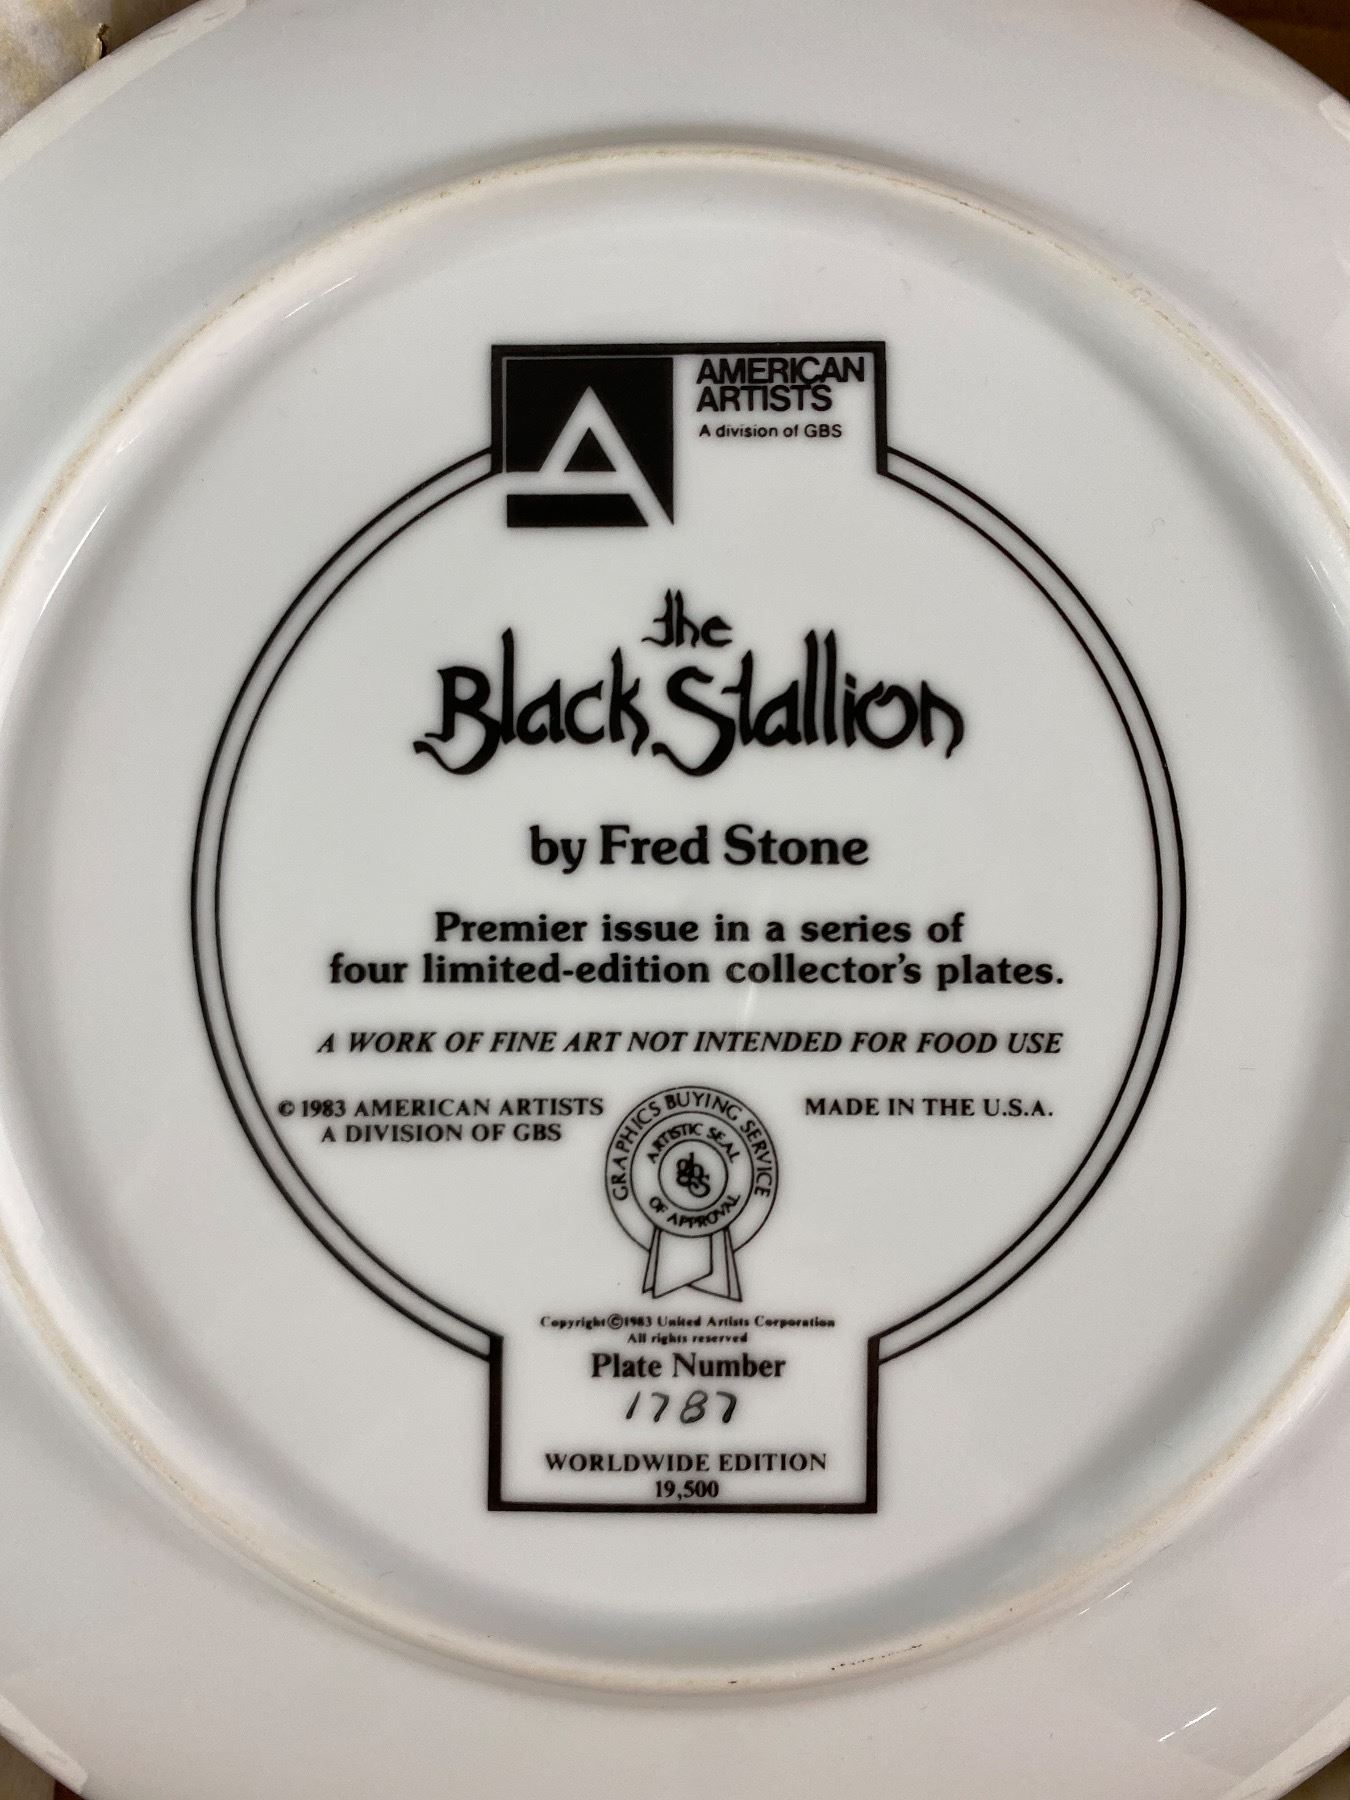 AMERICAN
ARTISTS
A division of GBS
the
Black Stallion
by Fred Stone
Premier issue in a series of
four limited-edition collector's plates.
A WORK OF FINE ART NOT INTENDED FOR FOOD USE
© 1983 AMERICAN ARTISTS
A DIVISION OF GBS
GRAPHICS BUYING SERVICE
ARTISTIC SEAL
gbs
OF APPROVAL
MADE IN THE U.S.A.
Copyright ©1983 United Artists Corporation
All rights reserved
Plate Number
1787
WORLDWIDE EDITION
19,500